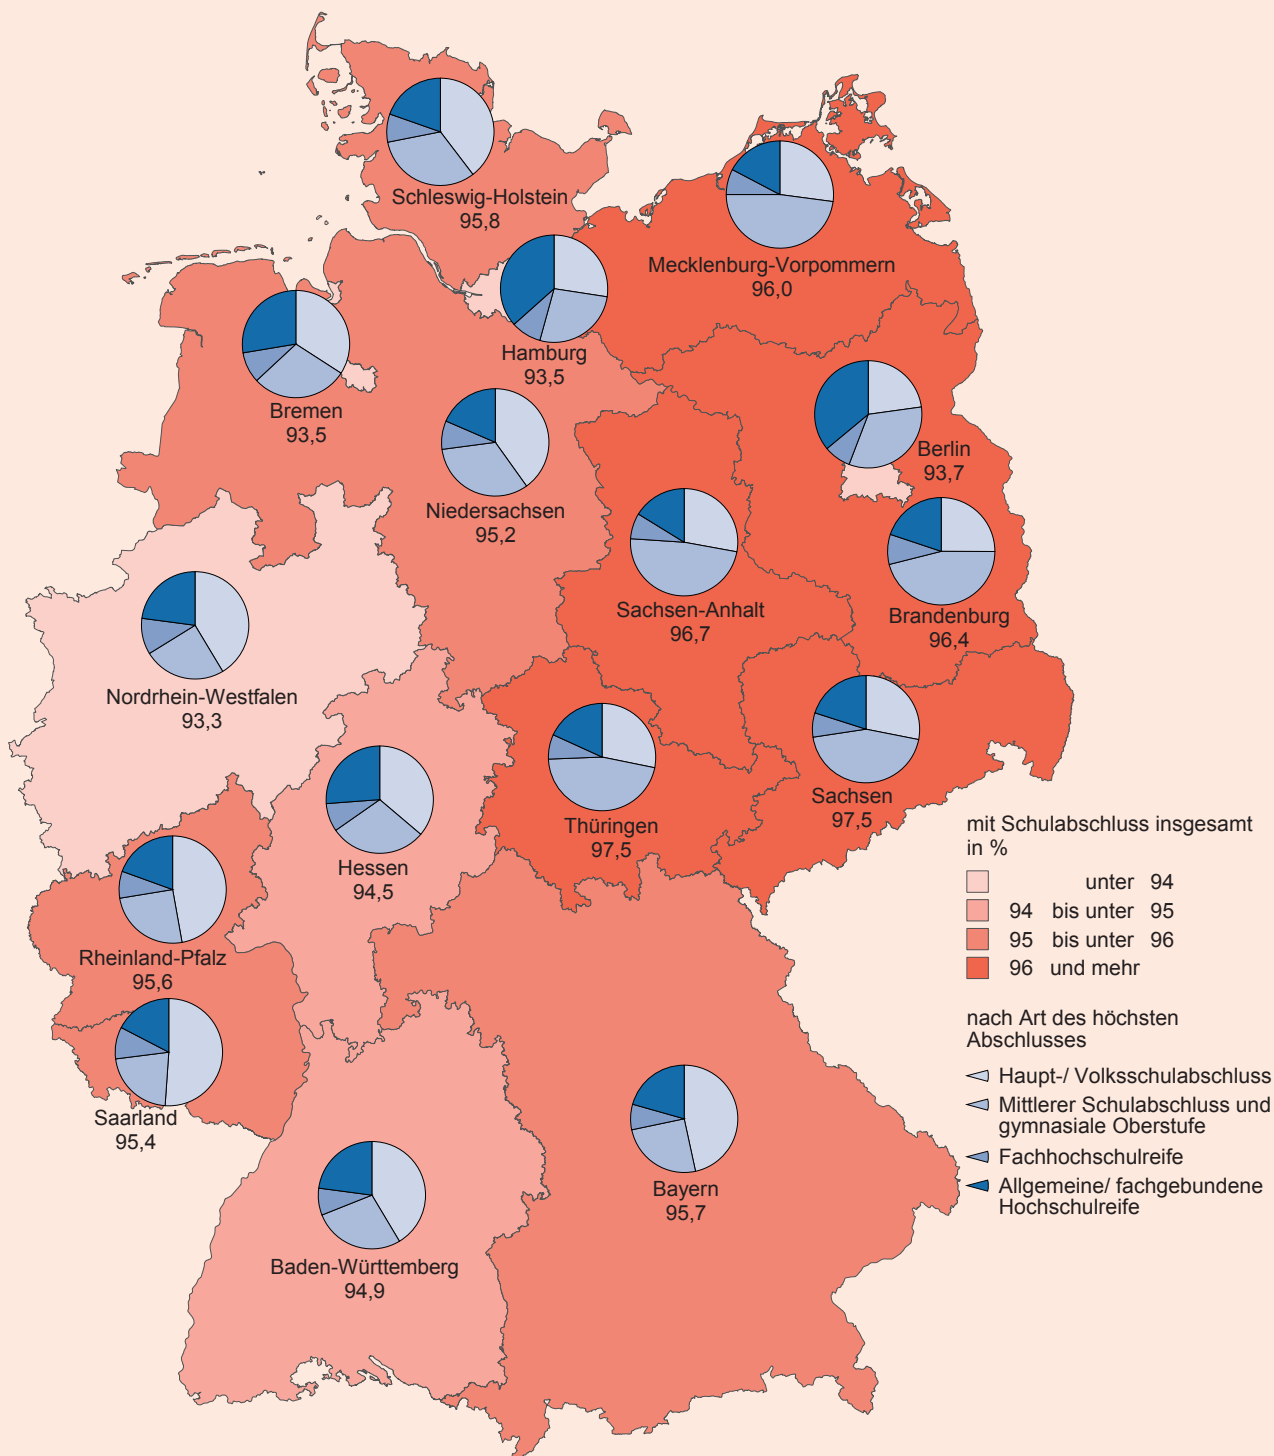 Schleswig-Holstein
95,8
Mecklenburg-Vorpommern
96,0
Hamburg
93,5
Bremen
93,5
Berlin
93,7
Niedersachsen
95,2
Sachsen-Anhalt
96,7
Brandenburg
96,4
Nordrhein-Westfalen
93,3
Sachsen
97,5
Thüringen
97,5
Hessen
94,5
Rheinland-Pfalz
95,6
Saarland
95,4
Bayern
95,7
Baden-Württemberg
94,9
mit Schulabschluss insgesamt
in %
unter 94
94 bis unter 95
95 bis unter 96
96 und mehr
nach Art des höchsten
Abschlusses
Haupt-/ Volksschulabschluss
Mittlerer Schulabschluss und
gymnasiale Oberstufe
Fachhochschulreife
Allgemeine/ fachgebundene
Hochschulreife